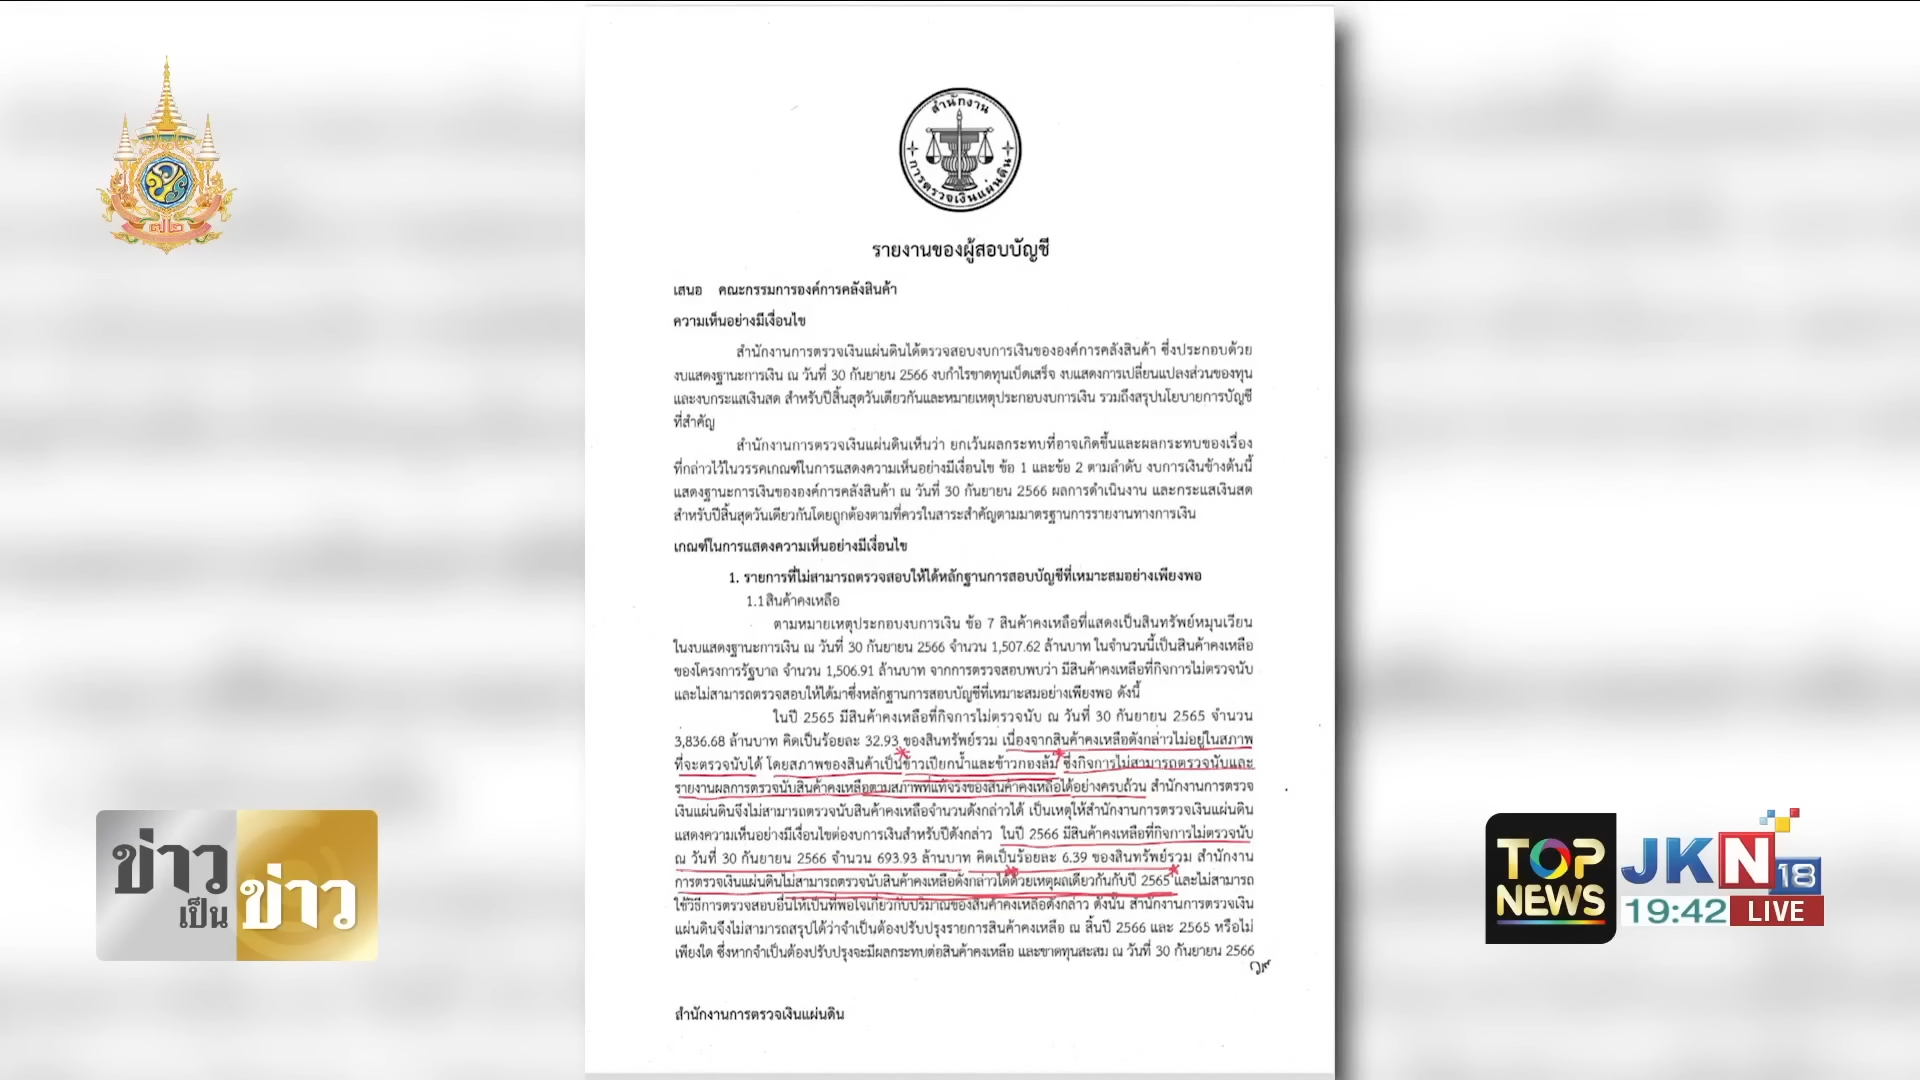 สำนักงาน
การตรวจเงินแผ่นดิน
รายงานของผู้สอบบัญชี
เสนอ คณะกรรมการองค์การคลังสินค้า
ความเห็นอย่างมีเงื่อนไข
สำนักงานการตรวจเงินแผ่นดินได้ตรวจสอบงบการเงินขององค์การคลังสินค้า ซึ่งประกอบด้วย
งบแสดงฐานะการเงิน ณ วันที่ 30 กันยายน 2566 งบกำไรขาดทุนเบ็ดเสร็จ งบแสดงการเปลี่ยนแปลงส่วนของทุน
และงบกระแสเงินสด สำหรับปีสิ้นสุดวันเดียวกันและหมายเหตุประกอบงบการเงิน รวมถึงสรุปนโยบายการบัญชี
ที่สำคัญ
สำนักงานการตรวจเงินแผ่นดินเห็นว่า ยกเว้นผลกระทบที่อาจเกิดขึ้นและผลกระทบของเรื่อง
ที่กล่าวไว้ในวรรคเกณฑ์ในการแสดงความเห็นอย่างมีเงื่อนไข ข้อ 1 และข้อ 2 ตามลำดับ งบการเงินข้างต้นนี้
แสดงฐานะการเงินขององค์การคลังสินค้า ณ วันที่ 30 กันยายน 2566 ผลการดำเนินงาน และกระแสเงินสด
สำหรับปีสิ้นสุดวันเดียวกันโดยถูกต้องตามที่ควรในสาระสำคัญตามมาตรฐานการรายงานทางการเงิน
เกณฑ์ในการแสดงความเห็นอย่างมีเงื่อนไข
1. รายการที่ไม่สามารถตรวจสอบให้ได้หลักฐานการสอบบัญชีที่เหมาะสมอย่างเพียงพอ
1.1 สินค้าคงเหลือ
ตามหมายเหตุประกอบงบการเงิน ข้อ 7 สินค้าคงเหลือที่แสดงเป็นสินทรัพย์หมุนเวียน
ในงบแสดงฐานะการเงิน ณ วันที่ 30 กันยายน 2566 จำนวน 1,507.62 ล้านบาท ในจำนวนนี้เป็นสินค้าคงเหลือ
ของโครงการรัฐบาล จำนวน 1,506.91 ล้านบาท จากการตรวจสอบพบว่า มีสินค้าคงเหลือที่กิจการไม่ตรวจนับ
และไม่สามารถตรวจสอบให้ได้มาซึ่งหลักฐานการสอบบัญชีที่เหมาะสมอย่างเพียงพอ ดังนี้
ในปี 2565 มีสินค้าคงเหลือที่กิจการไม่ตรวจนับ ณ วันที่ 30 กันยายน 2565 จำนวน
3,836.68 ล้านบาท คิดเป็นร้อยละ 32.93 ของสินทรัพย์รวม เนื่องจากสินค้าคงเหลือดังกล่าวไม่อยู่ในสภาพ
ที่จะตรวจนับได้ โดยสภาพของสินค้าเป็นข้าวเปียกน้ำและข้าวกองล้ม ซึ่งกิจการไม่สามารถตรวจนับและ
รายงานผลการตรวจนับสินค้าคงเหลือตามสภาพที่แท้จริงของสินค้าคงเหลือได้อย่างครบถ้วน สำนักงานการตรวจ
เงินแผ่นดินจึงไม่สามารถตรวจนับสินค้าคงเหลือจำนวนดังกล่าวได้ เป็นเหตุให้สำนักงานการตรวจเงินแผ่นดิน
แสดงความเห็นอย่างมีเงื่อนไขต่องบการเงินสำหรับปีดังกล่าว ในปี 2566 มีสินค้าคงเหลือที่กิจการไม่ตรวจนับ
ณ วันที่ 30 กันยายน 2566 จำนวน 693.93 ล้านบาท คิดเป็นร้อยละ 6.39 ของสินทรัพย์รวม สำนักงาน
การตรวจเงินแผ่นดินไม่สามารถตรวจนับสินค้าคงเหลือดังกล่าวได้ด้วยเหตุผลเดียวกันกับปี 2565 และไม่สามารถ
ใช้วิธีการตรวจสอบอื่นให้เป็นที่พอใจเกี่ยวกับปริมาณของสินค้าคงเหลือดังกล่าว ดังนั้น สำนักงานการตรวจเงิน
แผ่นดินจึงไม่สามารถสรุปได้ว่าจำเป็นต้องปรับปรุงรายการสินค้าคงเหลือ ณ สิ้นปี 2566 และ 2565 หรือไม่
เพียงใด ซึ่งหากจำเป็นต้องปรับปรุงจะมีผลกระทบต่อสินค้าคงเหลือ และขาดทุนสะสม ณ วันที่ 30 กันยายน 2566
สำนักงานการตรวจเงินแผ่นดิน
ข่าว
เป็น
ข่าว
TOP
NEWS
JKN 18
19:42 LIVE
๗๒